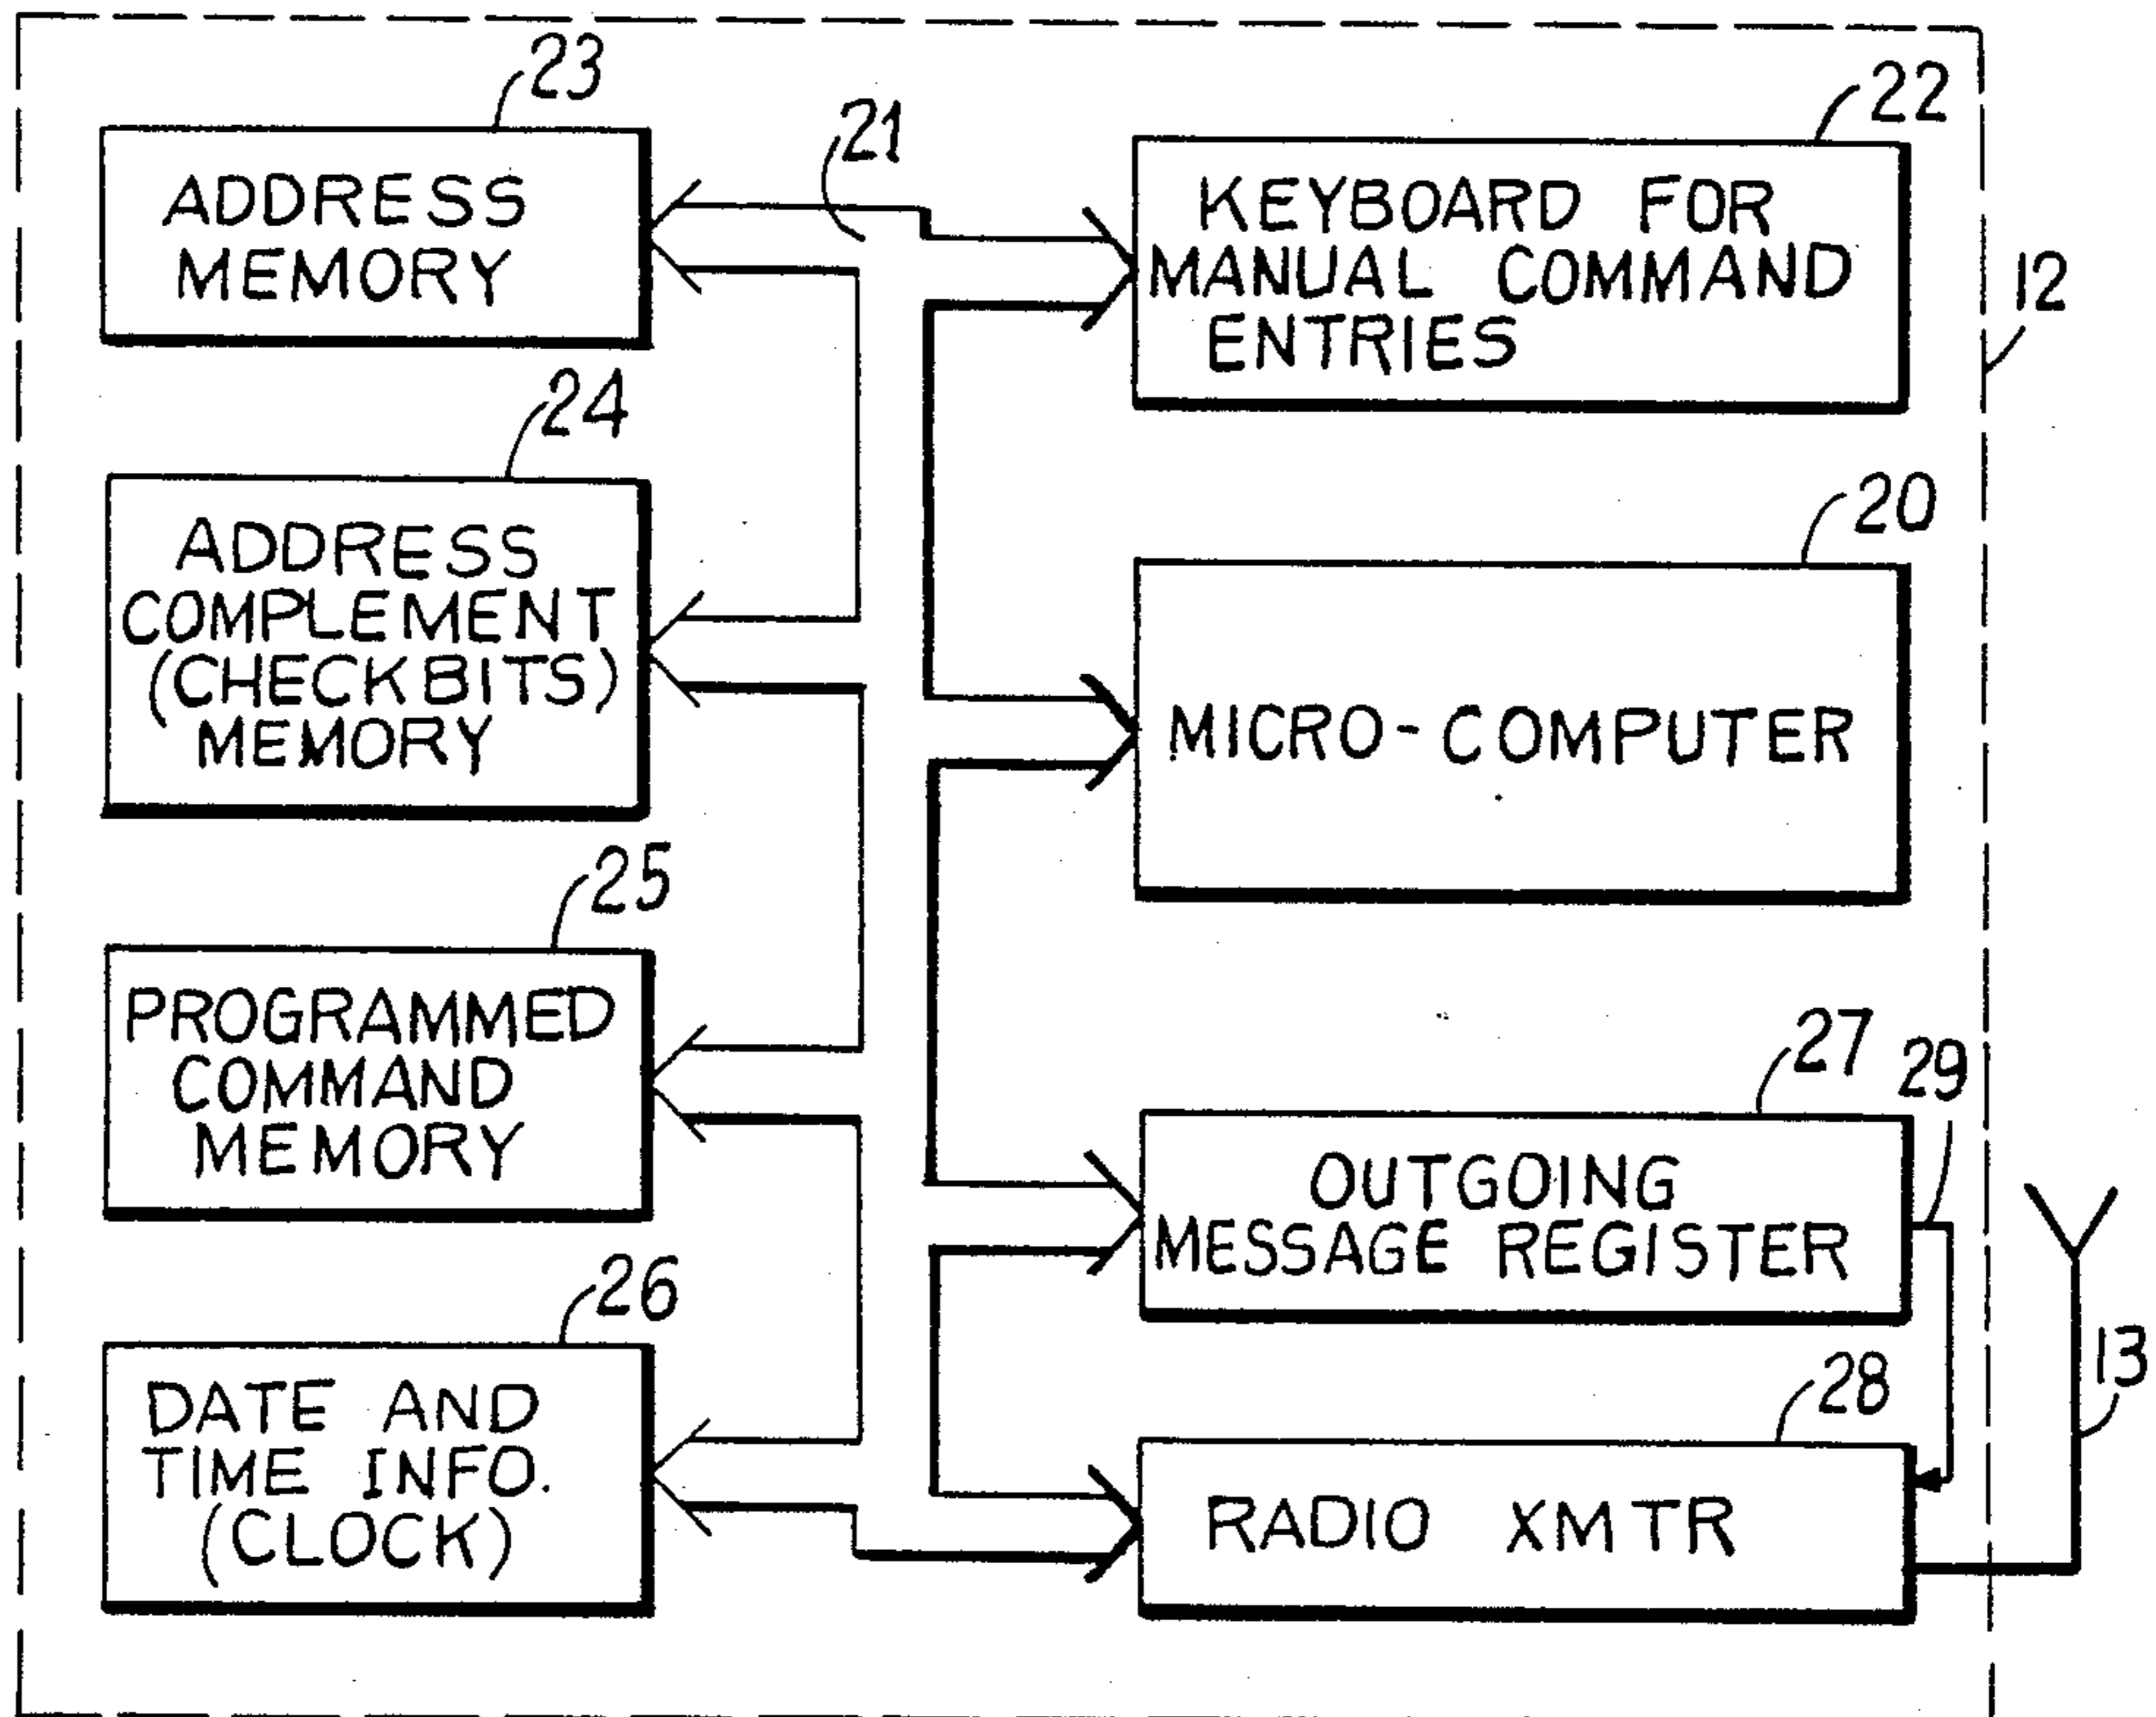 23
ADDRESS
MEMORY
21
22
KEYBOARD FOR
MANUAL COMMAND
ENTRIES
12
24
ADDRESS
COMPLEMENT
(CHECKBITS)
MEMORY
20
MICRO-COMPUTER
25
PROGRAMMED
COMMAND
MEMORY
27
29
OUTGOING
MESSAGE REGISTER
26
DATE AND
TIME INFO.
(CLOCK)
28
RADIO XMTR
13